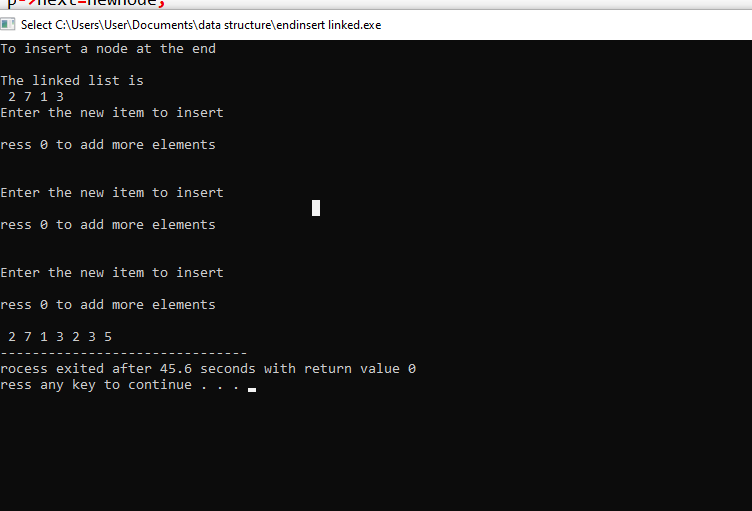 p->next=newnode;
Select C:\Users\User\Documents\data structure\endinsert linked.exe
To insert a node at the end
The linked list is
2 7 1 3
Enter the new item to insert
ress 0 to add more elements
Enter the new item to insert
ress 0 to add more elements
Enter the new item to insert
ress 0 to add more elements
2 7 1 3 2 3 5
-------------------------------
rocess exited after 45.6 seconds with return value 0
ress any key to continue . . .